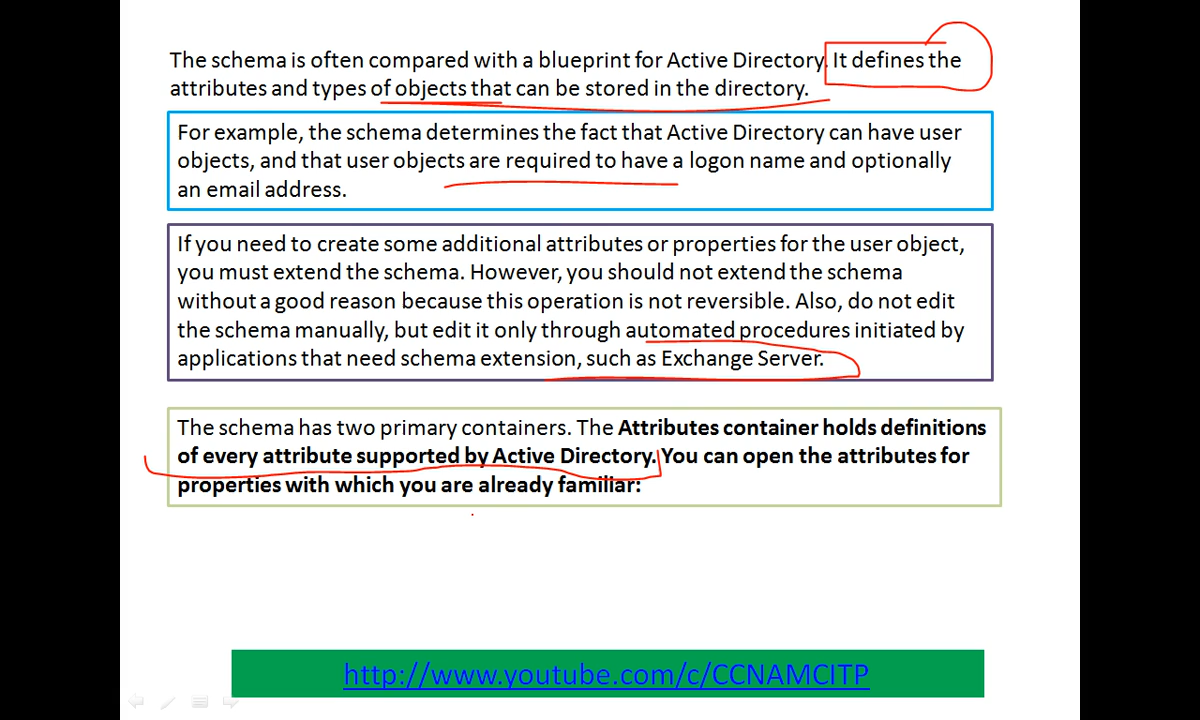 The schema is often compared with a blueprint for Active Directory. It defines the
attributes and types of objects that can be stored in the directory.
For example, the schema determines the fact that Active Directory can have user
objects, and that user objects are required to have a logon name and optionally
an email address.
If you need to create some additional attributes or properties for the user object,
you must extend the schema. However, you should not extend the schema
without a good reason because this operation is not reversible. Also, do not edit
the schema manually, but edit it only through automated procedures initiated by
applications that need schema extension, such as Exchange Server.
The schema has two primary containers. The Attributes container holds definitions
of every attribute supported by Active Directory. You can open the attributes for
properties with which you are already familiar:
http://www.youtube.com/c/CCNAMCITP